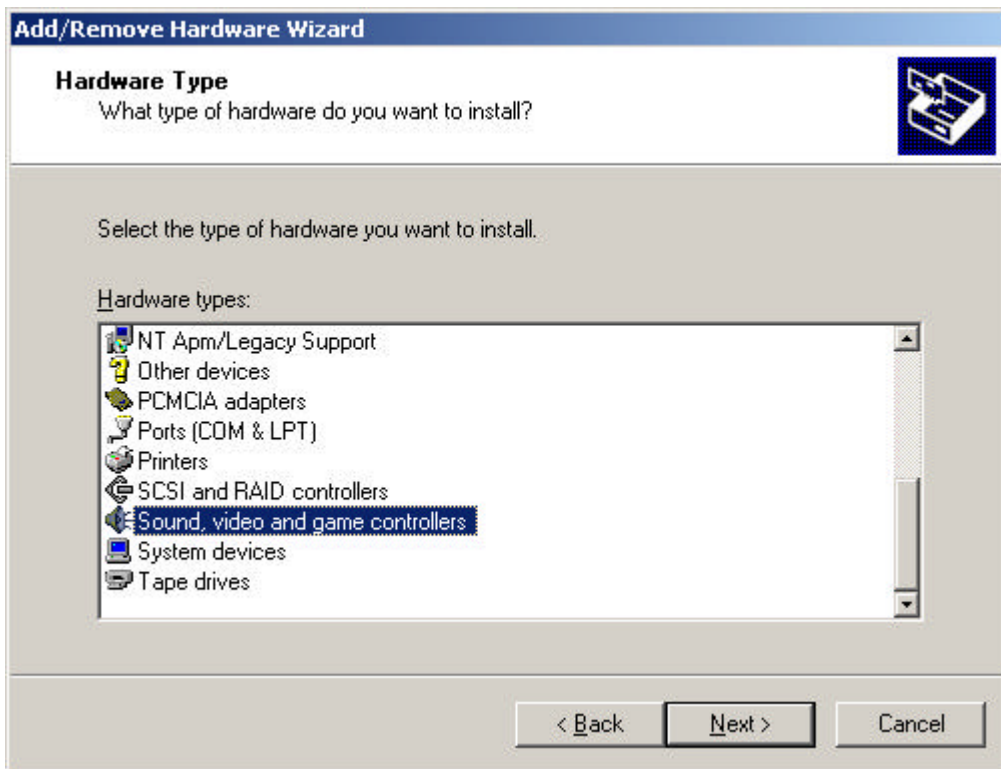 Add/Remove Hardware Wizard
Hardware Type
What type of hardware do you want to install?
Select the type of hardware you want to install.
Hardware types:
NT Apm/Legacy Support
Other devices
PCMCIA adapters
Ports (COM & LPT)
Printers
SCSI and RAID controllers
Sound, video and game controllers
System devices
Tape drives
< Back Next > Cancel